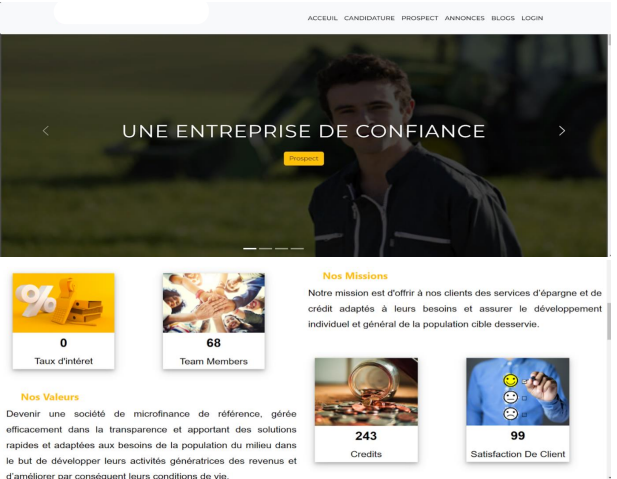 ACCEUIL CANDIDATURE PROSPECT ANNONCES BLOGS LOGIN
UNE ENTREPRISE DE CONFIANCE
Prospect
%
0
Taux d'intéret
68
Team Members
Nos Valeurs
Devenir une société de microfinance de référence, gérée
efficacement dans la transparence et apportant des solutions
rapides et adaptées aux besoins de la population du milieu dans
le but de développer leurs activités génératrices des revenus et
d'améliorer par conséquent leurs conditions de vie.
Nos Missions
Notre mission est d'offrir à nos clients des services d'épargne et de
crédit adaptés à leurs besoins et assurer le développement
individuel et général de la population cible desservie.
243
Credits
99
Satisfaction De Client